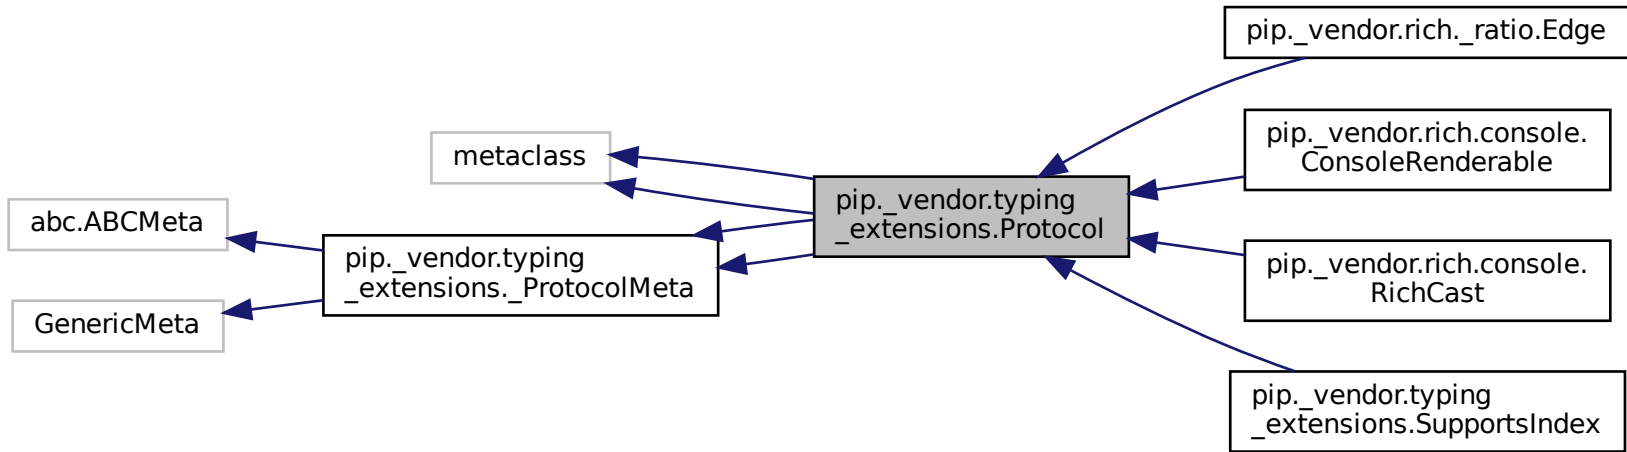 metaclass
abc.ABCMeta
GenericMeta
pip._vendor.typing
_extensions._ProtocolMeta
pip._vendor.typing
_extensions.Protocol
pip._vendor.rich._ratio.Edge
pip._vendor.rich.console.
ConsoleRenderable
pip._vendor.rich.console.
RichCast
pip._vendor.typing
_extensions.SupportsIndex